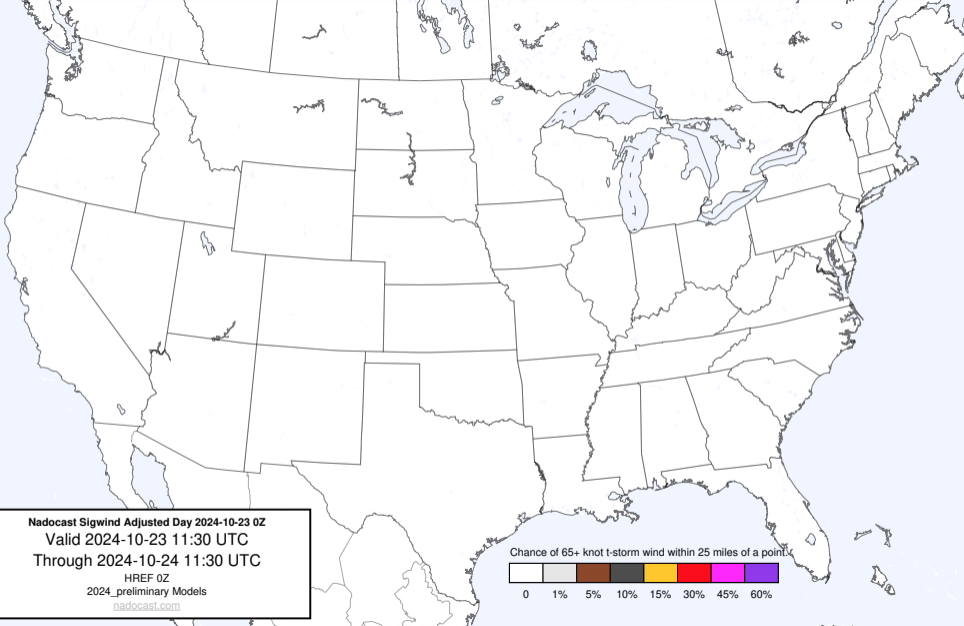 Nadocast Sigwind Adjusted Day 2024-10-23 0Z
Valid 2024-10-23 11:30 UTC
Through 2024-10-24 11:30 UTC
HREF 0Z
2024_preliminary Models
nadocast.com
Chance of 65+ knot t-storm wind within 25 miles of a point.
0 1% 5% 10% 15% 30% 45% 60%